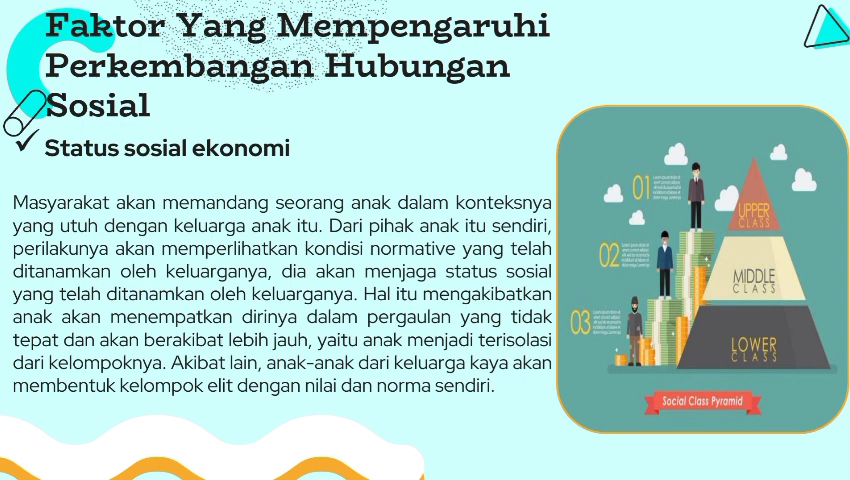 Faktor Yang Mempengaruhi
Perkembangan Hubungan
Sosial
Status sosial ekonomi
Masyarakat akan memandang seorang anak dalam konteksnya
yang utuh dengan keluarga anak itu. Dari pihak anak itu sendiri,
perilakunya akan memperlihatkan kondisi normative yang telah
ditanamkan oleh keluarganya, dia akan menjaga status sosial
yang telah ditanamkan oleh keluarganya. Hal itu mengakibatkan
anak akan menempatkan dirinya dalam pergaulan yang tidak
tepat dan akan berakibat lebih jauh, yaitu anak menjadi terisolasi
dari kelompoknya. Akibat lain, anak-anak dari keluarga kaya akan
membentuk kelompok elit dengan nilai dan norma sendiri.
01
02
03
UPPER
CLASS
MIDDLE
CLASS
LOWER
CLASS
Social Class Pyramid